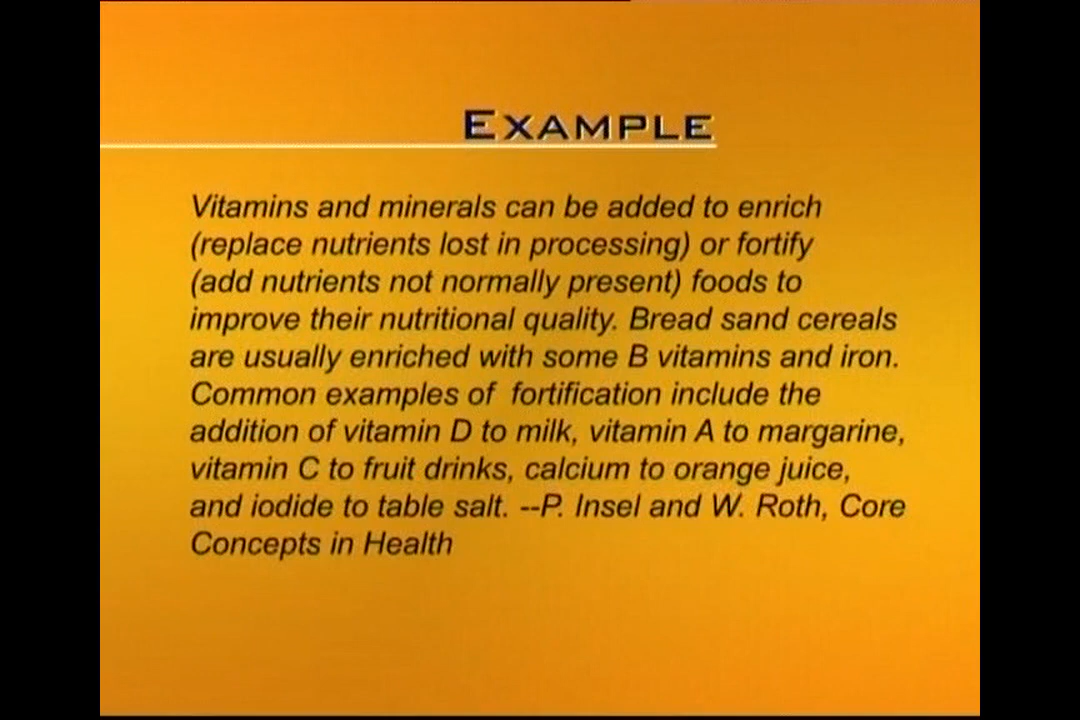 EXAMPLE
Vitamins and minerals can be added to enrich
(replace nutrients lost in processing) or fortify
(add nutrients not normally present) foods to
improve their nutritional quality. Bread sand cereals
are usually enriched with some B vitamins and iron.
Common examples of  fortification include the
addition of vitamin D to milk, vitamin A to margarine,
vitamin C to fruit drinks, calcium to orange juice,
and iodide to table salt. --P. Insel and W. Roth, Core
Concepts in Health